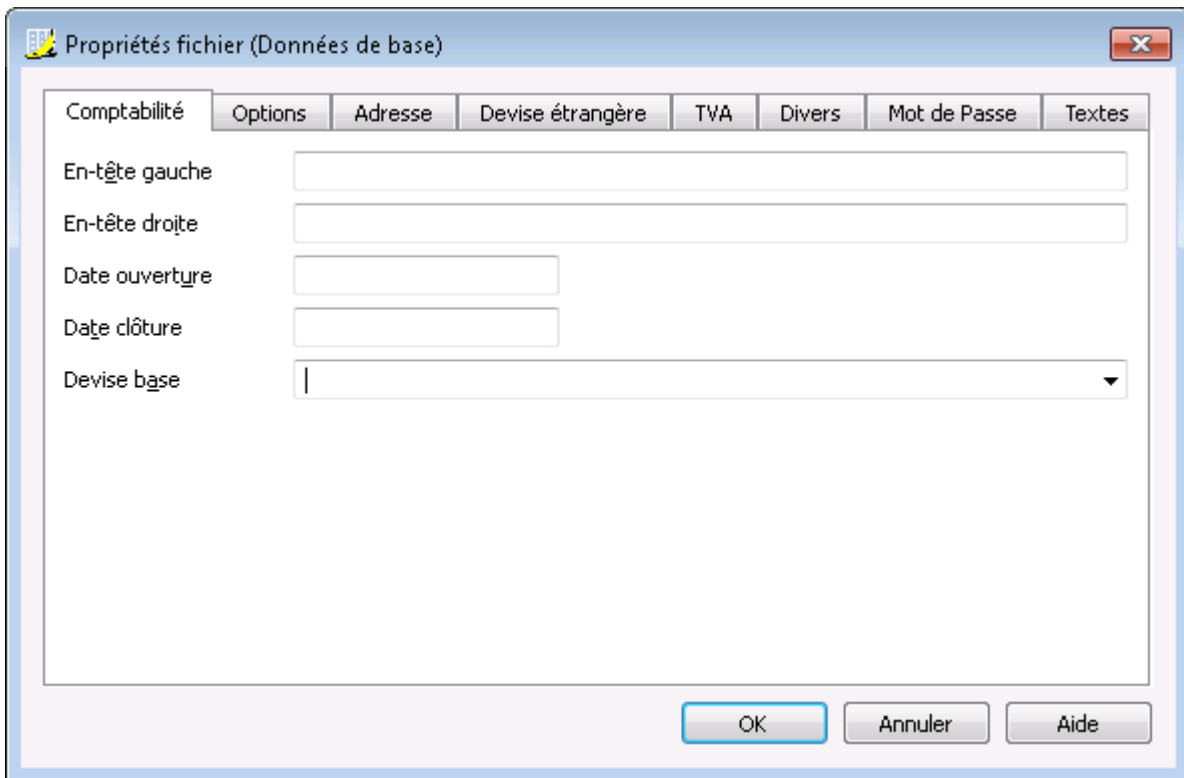 Propriétés fichier (Données de base)
Comptabilité Options Adresse Devise étrangère TVA Divers Mot de Passe Textes
En-tête gauche
En-tête droite
Date ouverture
Date clôture
Devise base
OK Annuler Aide